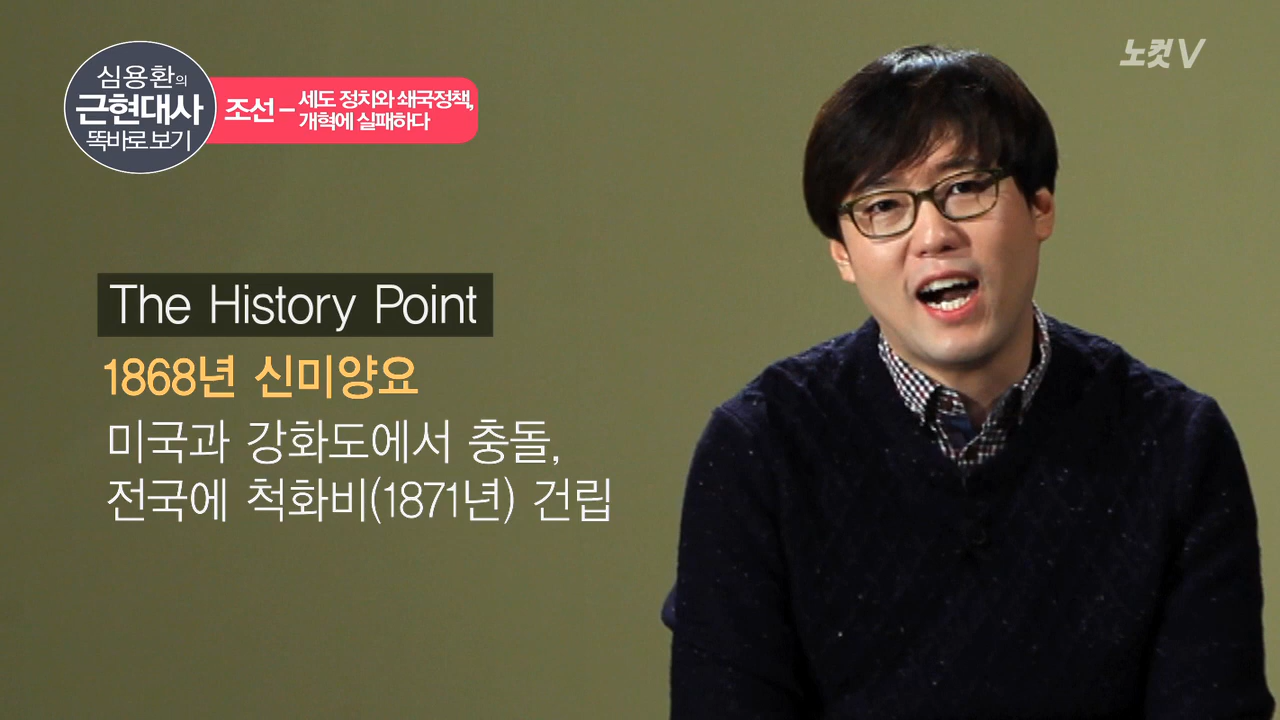 심용환의
근현대사
똑바로 보기
조선 –
세도 정치와 쇄국정책,
개혁에 실패하다
노컷V
The History Point
1868년 신미양요
미국과 강화도에서 충돌,
전국에 척화비(1871년) 건립